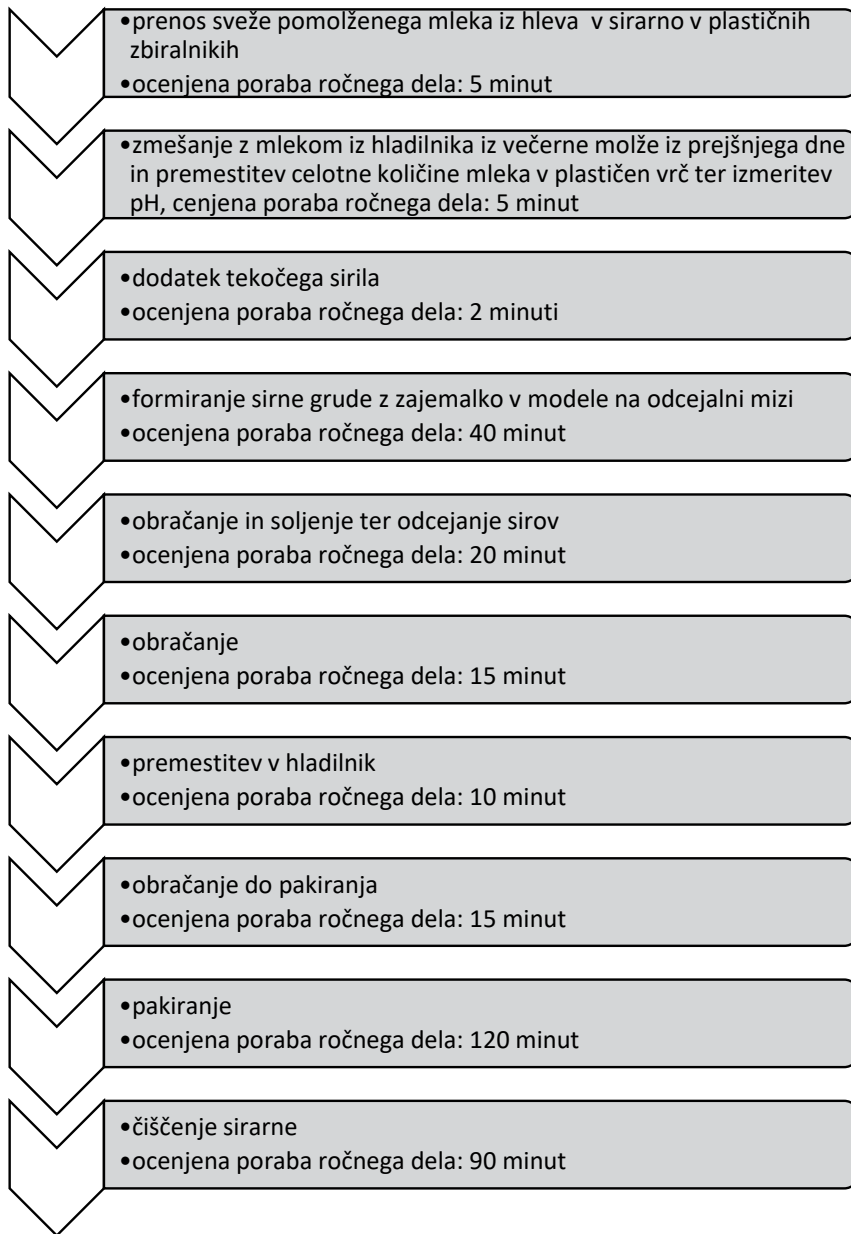 •prenos sveže pomolženega mleka iz hleva v sirarno v plastičnih
zbiralnikih
•ocenjena poraba ročnega dela: 5 minut
•zmešanje z mlekom iz hladilnika iz večerne molže iz prejšnjega dne
in premestitev celotne količine mleka v plastičen vrč ter izmeritev
pH, cenjena poraba ročnega dela: 5 minut
•dodatek tekočega sirila
•ocenjena poraba ročnega dela: 2 minuti
•formiranje sirne grude z zajemalko v modele na odcejalni mizi
•ocenjena poraba ročnega dela: 40 minut
•obračanje in soljenje ter odcejanje sirov
•ocenjena poraba ročnega dela: 20 minut
•obračanje
•ocenjena poraba ročnega dela: 15 minut
•premestitev v hladilnik
•ocenjena poraba ročnega dela: 10 minut
•obračanje do pakiranja
•ocenjena poraba ročnega dela: 15 minut
•pakiranje
•ocenjena poraba ročnega dela: 120 minut
•čiščenje sirarne
•ocenjena poraba ročnega dela: 90 minut